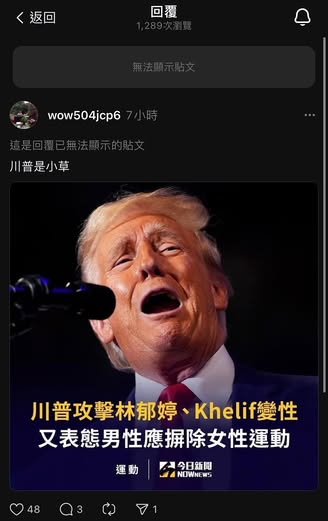 返回
回覆
1,289次瀏覽
無法顯示貼文
wow504jcp6 7小時
這是回覆已無法顯示的貼文
川普是小草
川普攻擊林郁婷、Khelif變性
又表態男性應摒除女性運動
運動 今日新聞
NOWnews
48 3 1